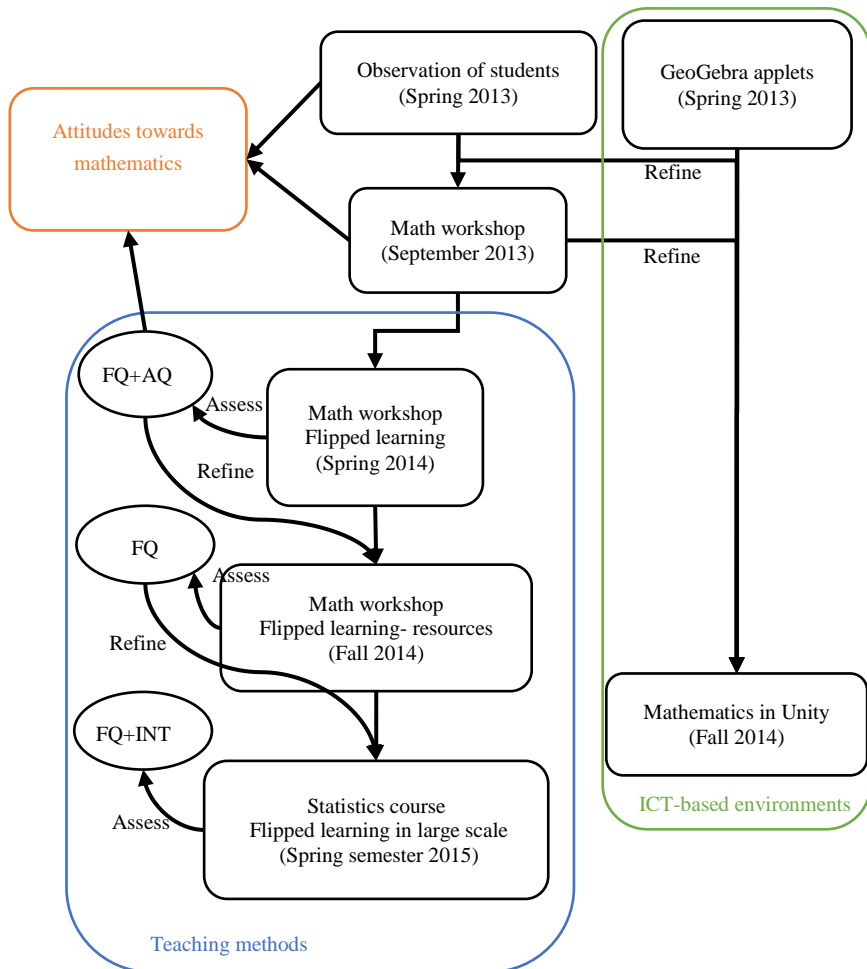 Observation of students
(Spring 2013)
GeoGebra applets
(Spring 2013)
Attitudes towards
mathematics
Refine
Math workshop
(September 2013)
Refine
FQ+AQ
Assess
Math workshop
Flipped learning
(Spring 2014)
Refine
FQ
Assess
Math workshop
Flipped learning- resources
(Fall 2014)
Refine
Mathematics in Unity
(Fall 2014)
FQ+INT
Assess
Statistics course
Flipped learning in large scale
(Spring semester 2015)
ICT-based environments
Teaching methods